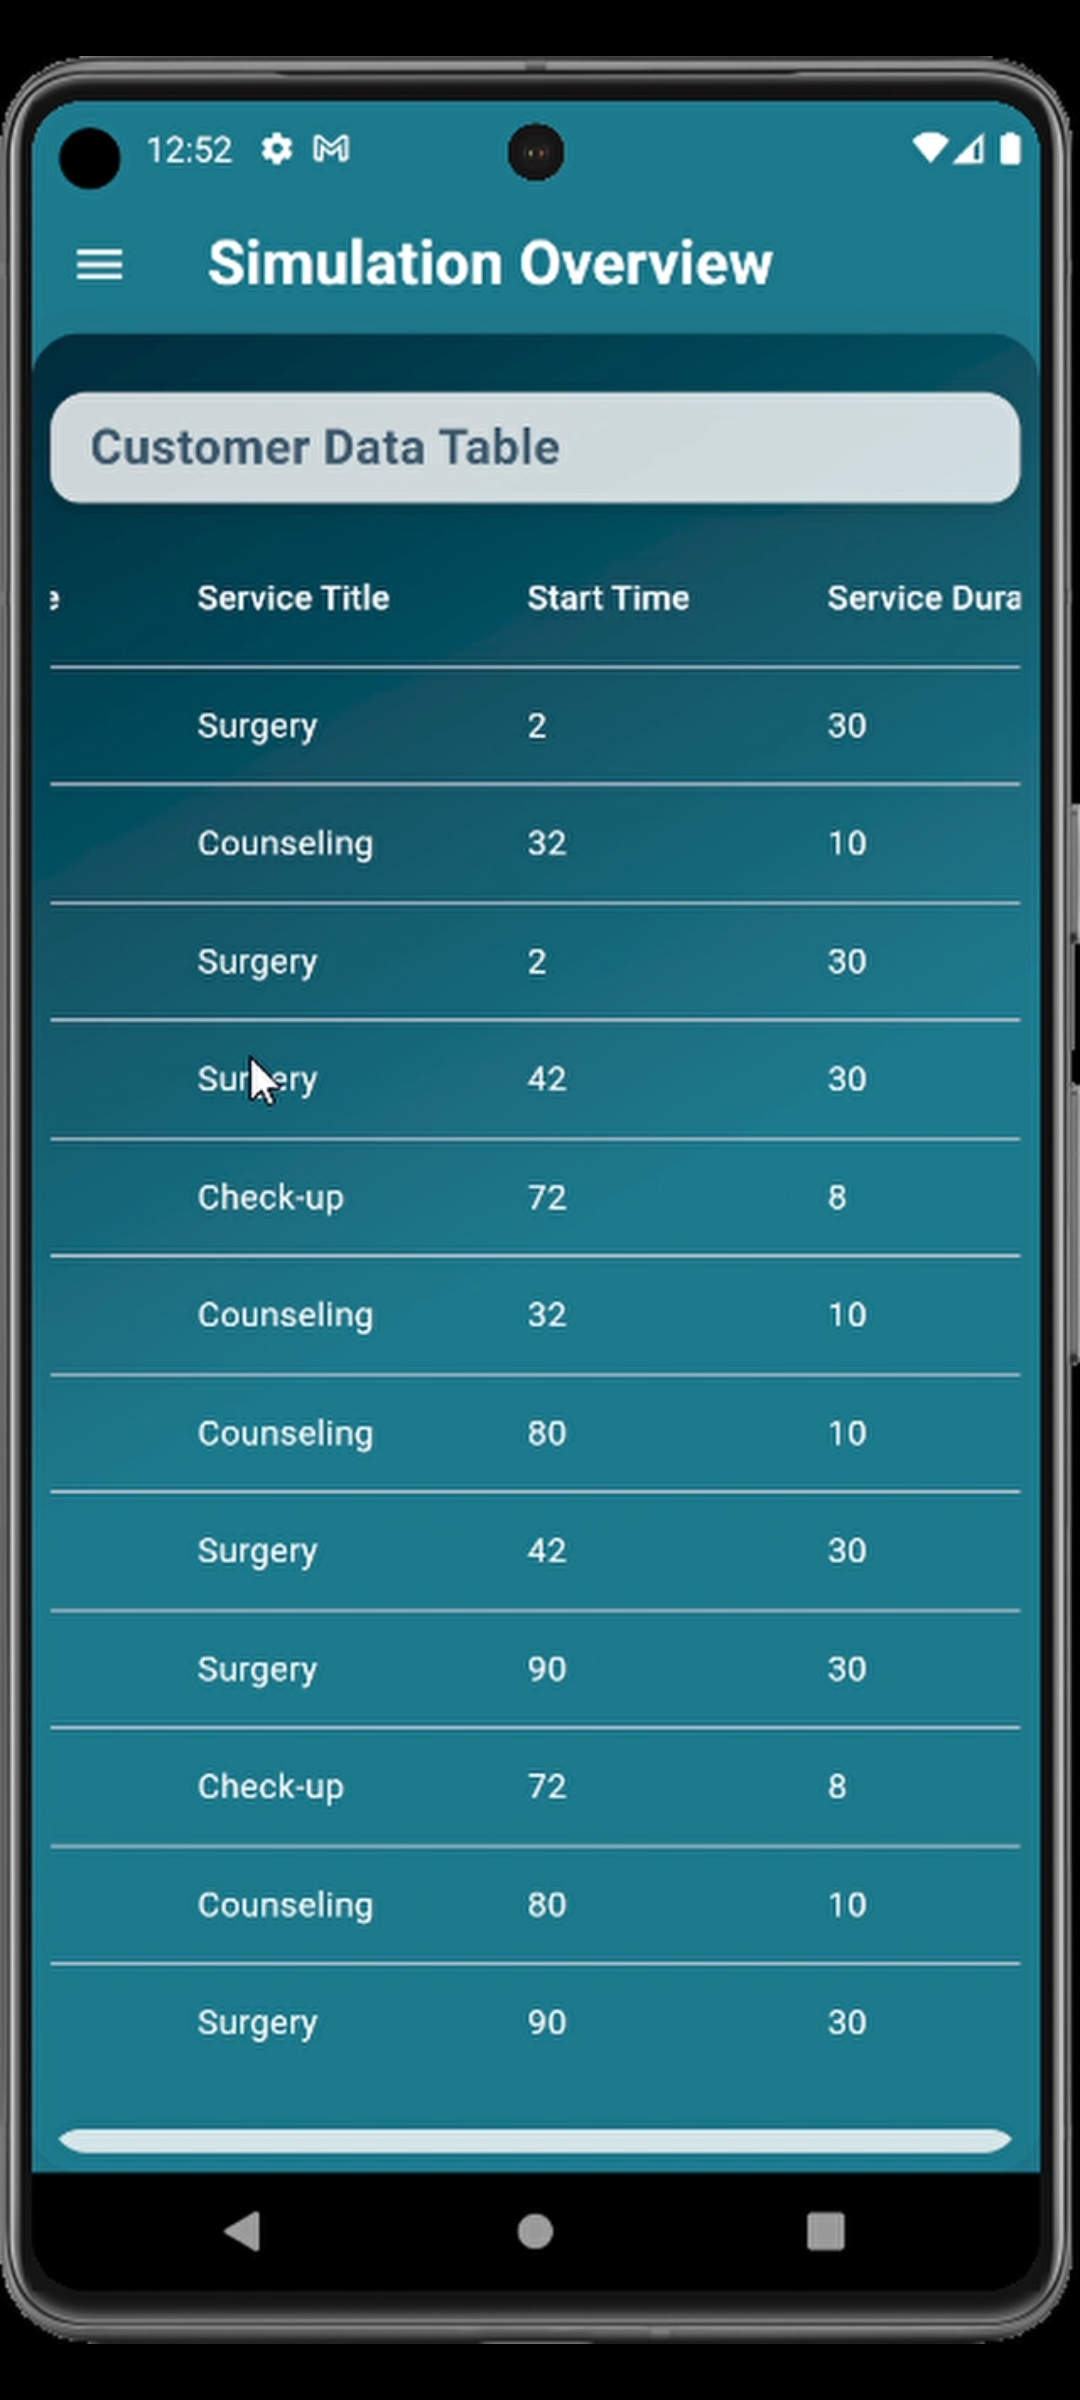 12:52
Simulation Overview
Customer Data Table
e Service Title Start Time Service Dura
Surgery 2 30
Counseling 32 10
Surgery 2 30
Surgery 42 30
Check-up 72 8
Counseling 32 10
Counseling 80 10
Surgery 42 30
Surgery 90 30
Check-up 72 8
Counseling 80 10
Surgery 90 30